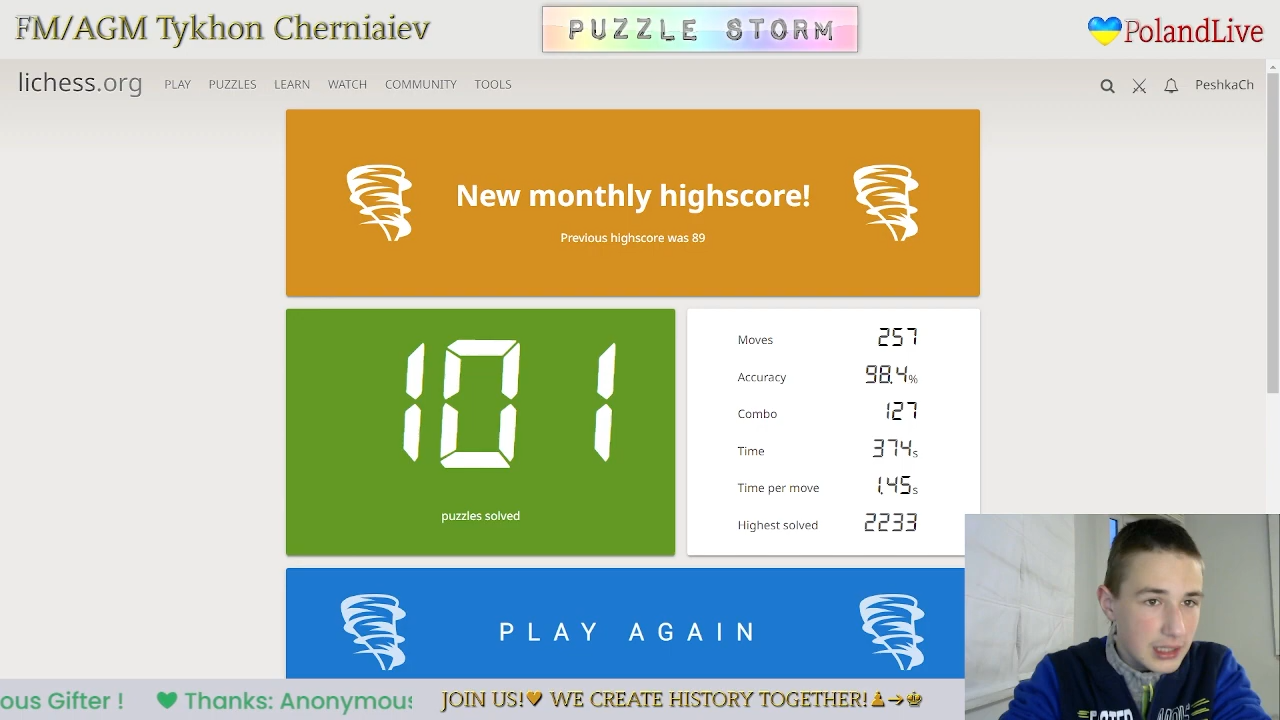 FM/AGM Tykhon Cherniaiev
PUZZLE STORM
PolandLive
lichess.org
PLAY PUZZLES LEARN WATCH COMMUNITY TOOLS
PeshkaCh
New monthly highscore!
Previous highscore was 89
101
puzzles solved
Moves 257
Accuracy 98.4%
Combo 127
Time 374s
Time per move 1.45s
Highest solved 2233
PLAY AGAIN
ous Gifter ! Thanks: Anonymous
JOIN US! WE CREATE HISTORY TOGETHER!